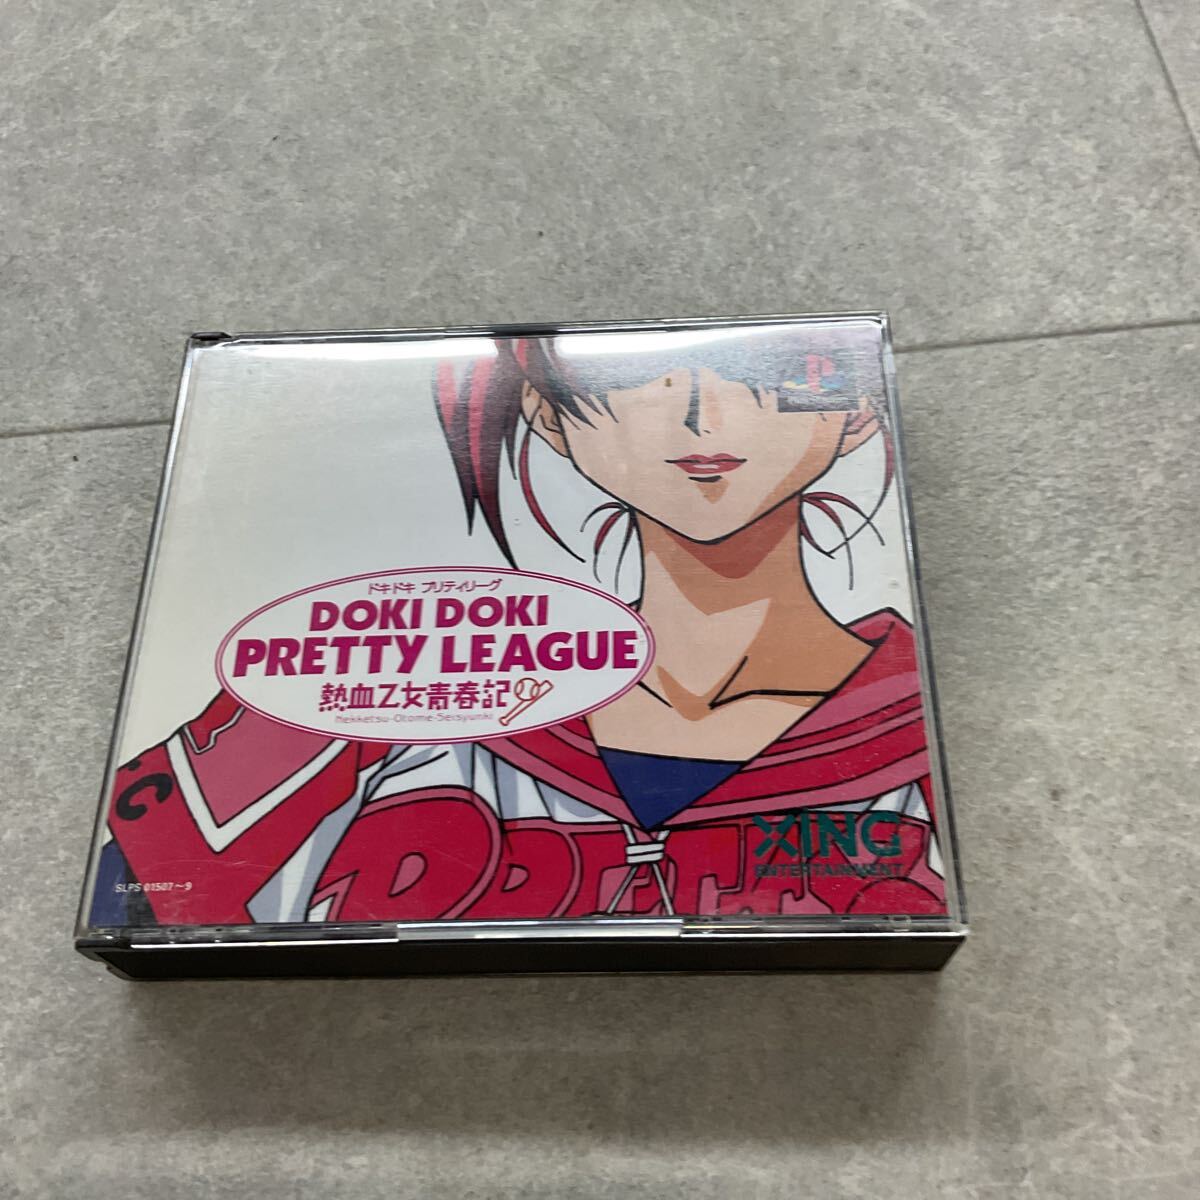 ドキドキ プリティリーグ
DOKI DOKI
PRETTY LEAGUE
熱血乙女青春記
Nekketsu-Otome-Seisyunki
XING
ENTERTAINMENT
SLPS 01507〜9